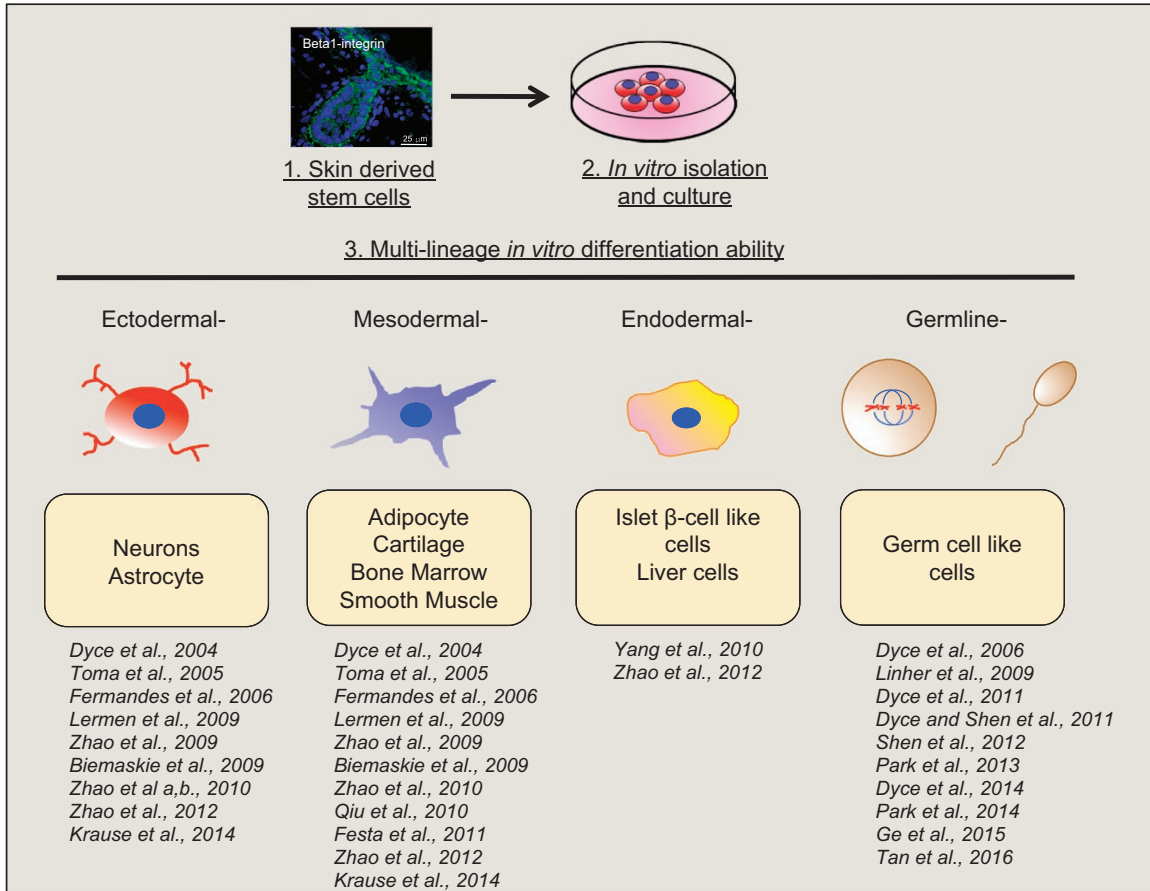 Beta1-integrin
25 µm
1. Skin derived
stem cells
2. In vitro isolation
and culture
3. Multi-lineage in vitro differentiation ability
Ectodermal-
Mesodermal-
Endodermal-
Germline-
Neurons
Astrocyte
Adipocyte
Cartilage
Bone Marrow
Smooth Muscle
Islet β-cell like
cells
Liver cells
Germ cell like
cells
Dyce et al., 2004
Toma et al., 2005
Fermandes et al., 2006
Lermen et al., 2009
Zhao et al., 2009
Biemaskie et al., 2009
Zhao et al a,b., 2010
Zhao et al., 2012
Krause et al., 2014
Dyce et al., 2004
Toma et al., 2005
Fermandes et al., 2006
Lermen et al., 2009
Zhao et al., 2009
Biemaskie et al., 2009
Zhao et al., 2010
Qiu et al., 2010
Festa et al., 2011
Zhao et al., 2012
Krause et al., 2014
Yang et al., 2010
Zhao et al., 2012
Dyce et al., 2006
Linher et al., 2009
Dyce et al., 2011
Dyce and Shen et al., 2011
Shen et al., 2012
Park et al., 2013
Dyce et al., 2014
Park et al., 2014
Ge et al., 2015
Tan et al., 2016